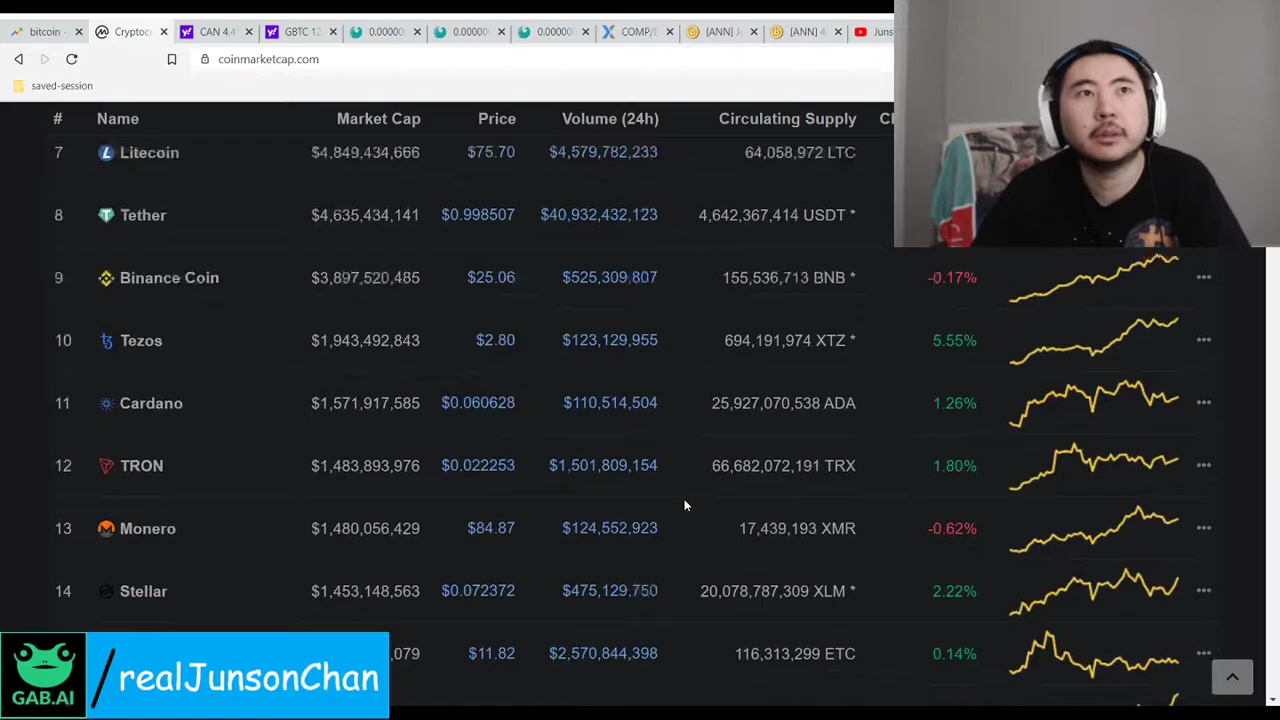 bitcoin -
Cryptoc
CAN 4.4
GBTC 12
0.00000
0.00000
0.00000
COMP/
[ANN] J
[ANN] 4
Juns
coinmarketcap.com
saved-session
# Name Market Cap Price Volume (24h) Circulating Supply
7 Litecoin $4,849,434,666 $75.70 $4,579,782,233 64,058,972 LTC
8 Tether $4,635,434,141 $0.998507 $40,932,432,123 4,642,367,414 USDT *
9 Binance Coin $3,897,520,485 $25.06 $525,309,807 155,536,713 BNB * -0.17%
10 Tezos $1,943,492,843 $2.80 $123,129,955 694,191,974 XTZ * 5.55%
11 Cardano $1,571,917,585 $0.060628 $110,514,504 25,927,070,538 ADA 1.26%
12 TRON $1,483,893,976 $0.022253 $1,501,809,154 66,682,072,191 TRX 1.80%
13 Monero $1,480,056,429 $84.87 $124,552,923 17,439,193 XMR -0.62%
14 Stellar $1,453,148,563 $0.072372 $475,129,750 20,078,787,309 XLM * 2.22%
,079 $11.82 $2,570,844,398 116,313,299 ETC 0.14%
GAB.AI
/realJunsonChan